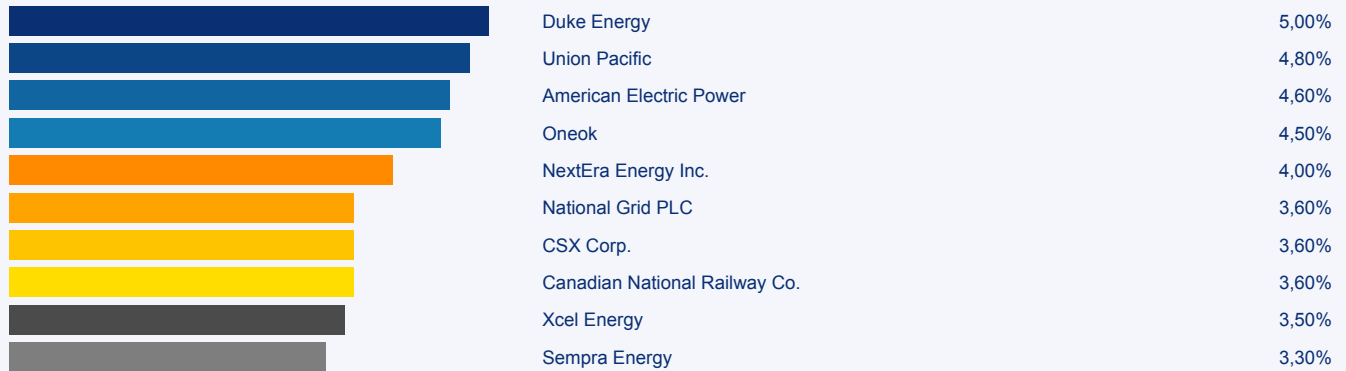 Duke Energy 5,00%
Union Pacific 4,80%
American Electric Power 4,60%
Oneok 4,50%
NextEra Energy Inc. 4,00%
National Grid PLC 3,60%
CSX Corp. 3,60%
Canadian National Railway Co. 3,60%
Xcel Energy 3,50%
Sempra Energy 3,30%